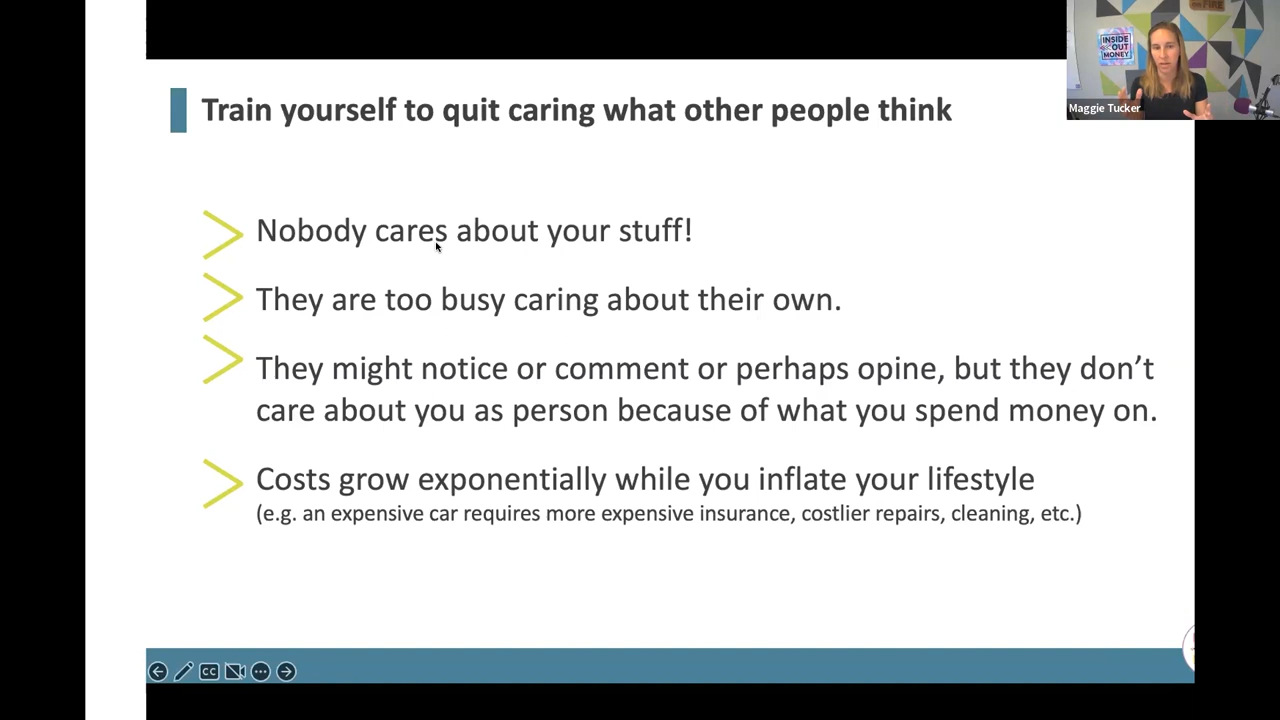 Train yourself to quit caring what other people think
Nobody cares about your stuff!
They are too busy caring about their own.
They might notice or comment or perhaps opine, but they don’t
care about you as person because of what you spend money on.
Costs grow exponentially while you inflate your lifestyle
(e.g. an expensive car requires more expensive insurance, costlier repairs, cleaning, etc.)
CC
on FIRE
INSIDE
OUT
MONEY
Maggie Tucker